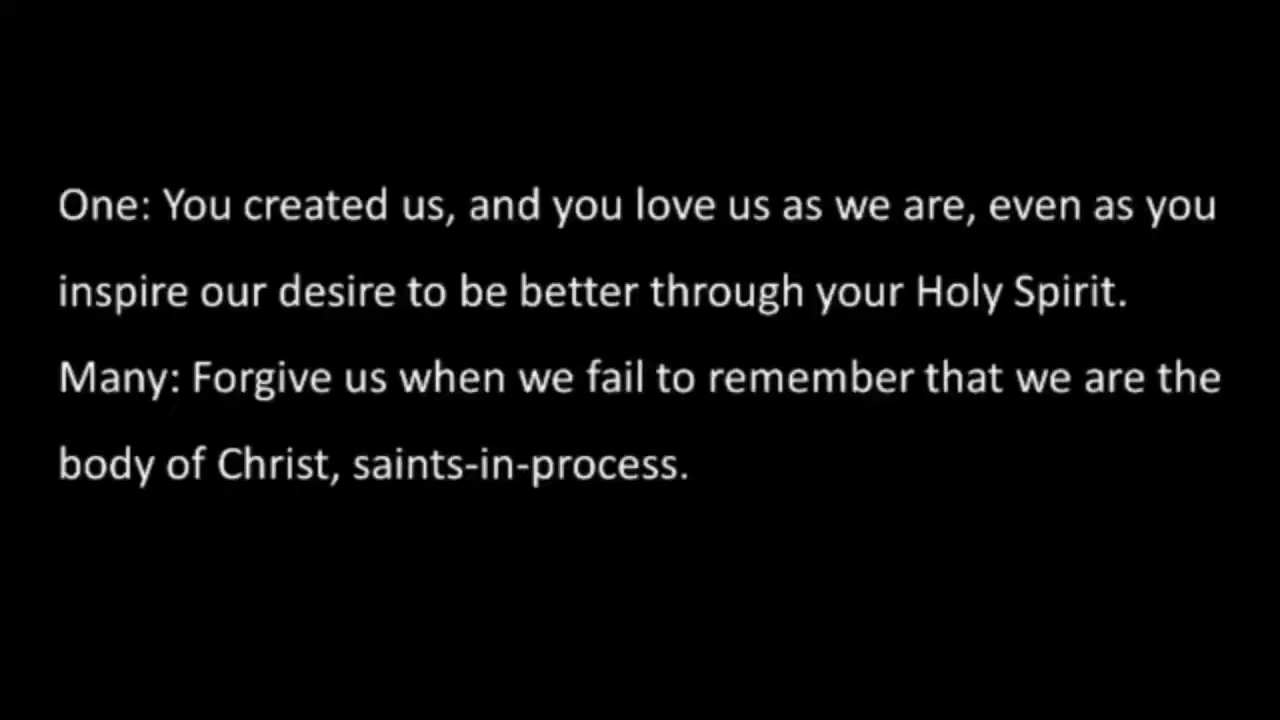 One: You created us, and you love us as we are, even as you
inspire our desire to be better through your Holy Spirit.
Many: Forgive us when we fail to remember that we are the
body of Christ, saints-in-process.